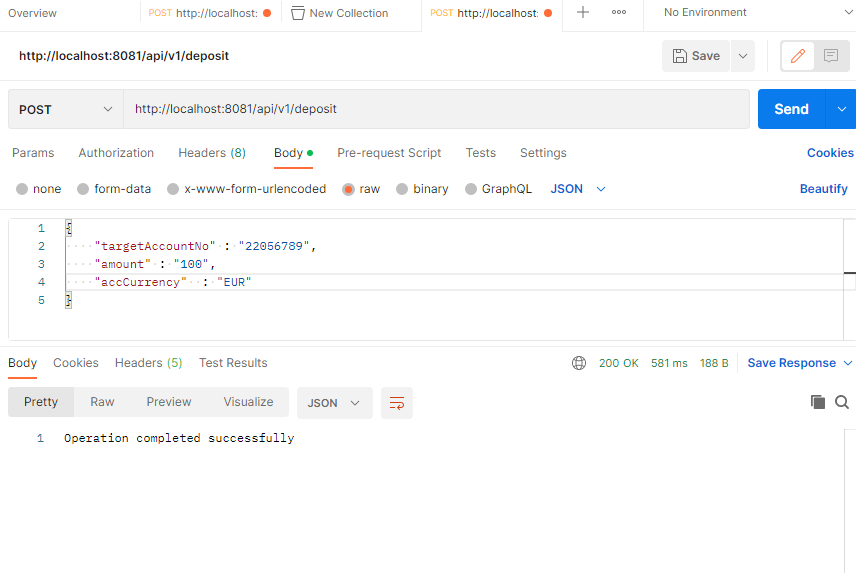 Overview POST http://localhost: New Collection POST http://localhost: No Environment
http://localhost:8081/api/v1/deposit Save
POST http://localhost:8081/api/v1/deposit Send
Params Authorization Headers (8) Body Pre-request Script Tests Settings Cookies
none form-data x-www-form-urlencoded raw binary GraphQL JSON Beautify
1 {
2 "targetAccountNo" : "22056789",
3 "amount" : "100",
4 "accCurrency" : "EUR"
5 }
Body Cookies Headers (5) Test Results 200 OK 581 ms 188 B Save Response
Pretty Raw Preview Visualize JSON
1 Operation completed successfully